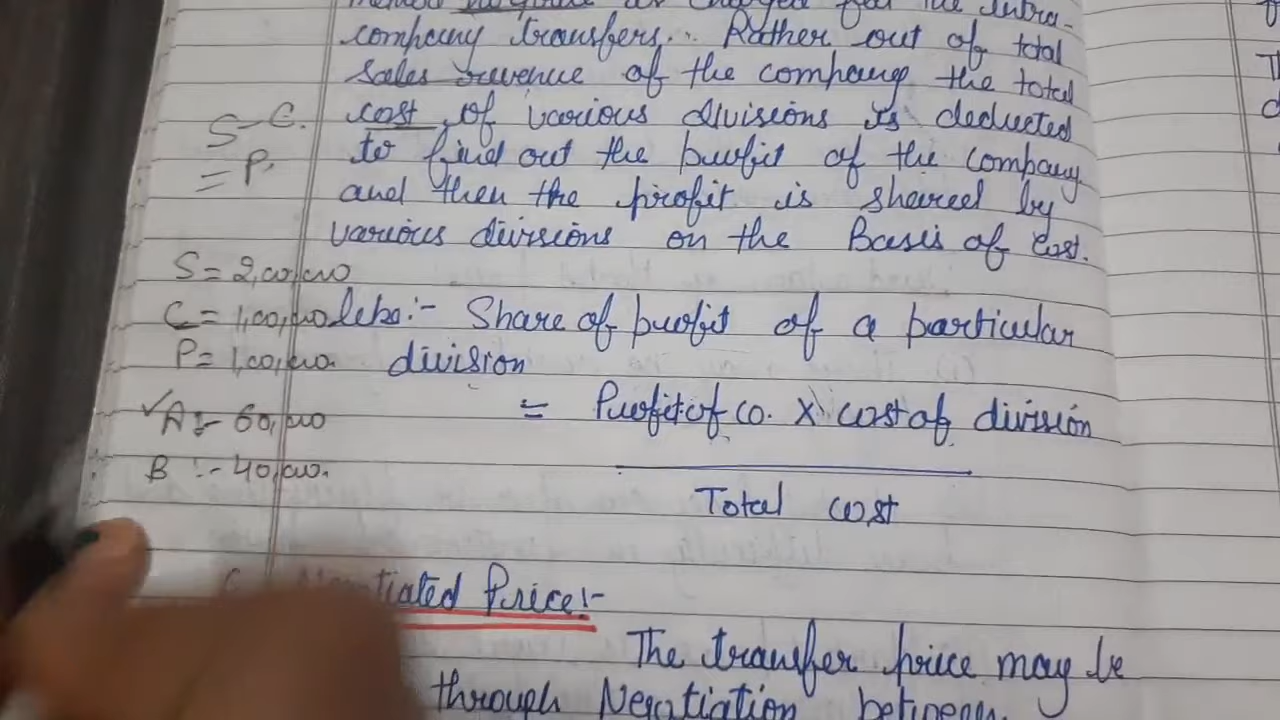 company transfers. Rather out of total
sales revenue of the company the total
cost of various divisions is deducted
to find out the profit of the company
and then the profit is shared by
various divisions on the Basis of Cost.
S - C.
= P.
S = 2,00,000
C = 1,00,000
P = 1,00,000.
✓A :- 60,000
B :- 40,000.
like:- Share of profit of a particular
division
= Profit of co. X cost of division
Total cost
Price:-
The transfer price may be
through Negotiation between